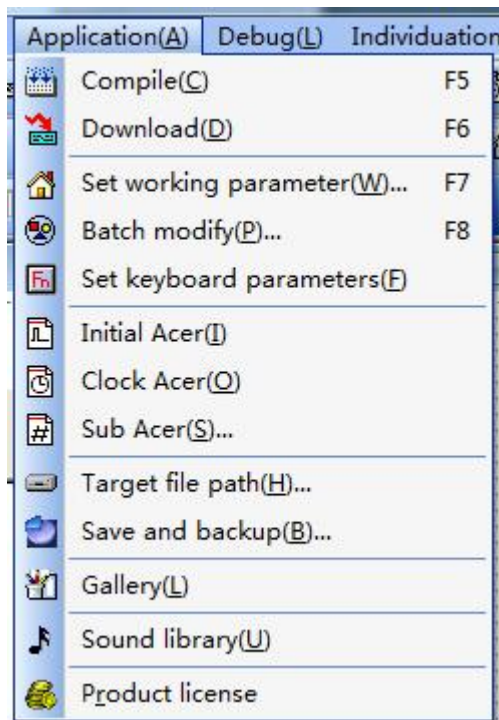 Application(A) Debug(L) Individuation
Compile(C) F5
Download(D) F6
Set working parameter(W)... F7
Batch modify(P)... F8
Fn Set keyboard parameters(F)
Initial Acer(I)
Clock Acer(O)
# Sub Acer(S)...
Target file path(H)...
Save and backup(B)...
Gallery(L)
Sound library(U)
Product license